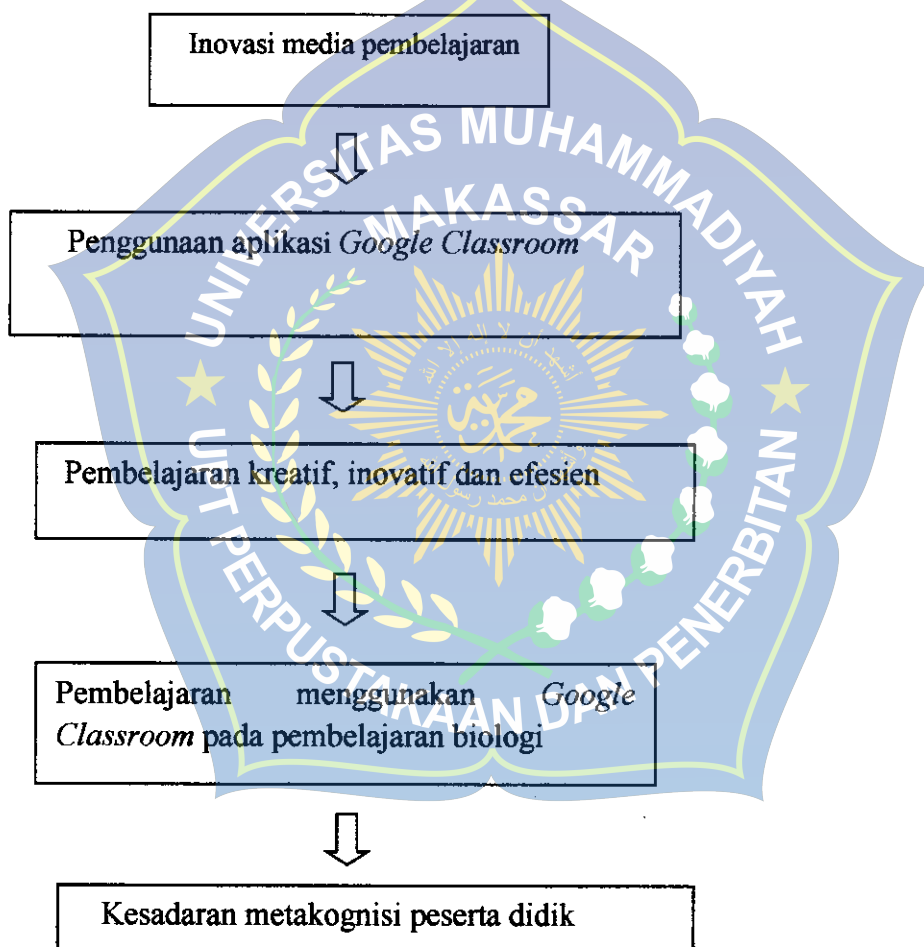 Inovasi media pembelajaran
UNIVERSITAS MUHAMMADIYAH
MAKASSAR
Penggunaan aplikasi Google Classroom
محمد
Pembelajaran kreatif, inovatif dan efesien
Pembelajaran menggunakan Google
Classroom pada pembelajaran biologi
UPT PERPUSTAKAAN DAN PENERBITAN
Kesadaran metakognisi peserta didik